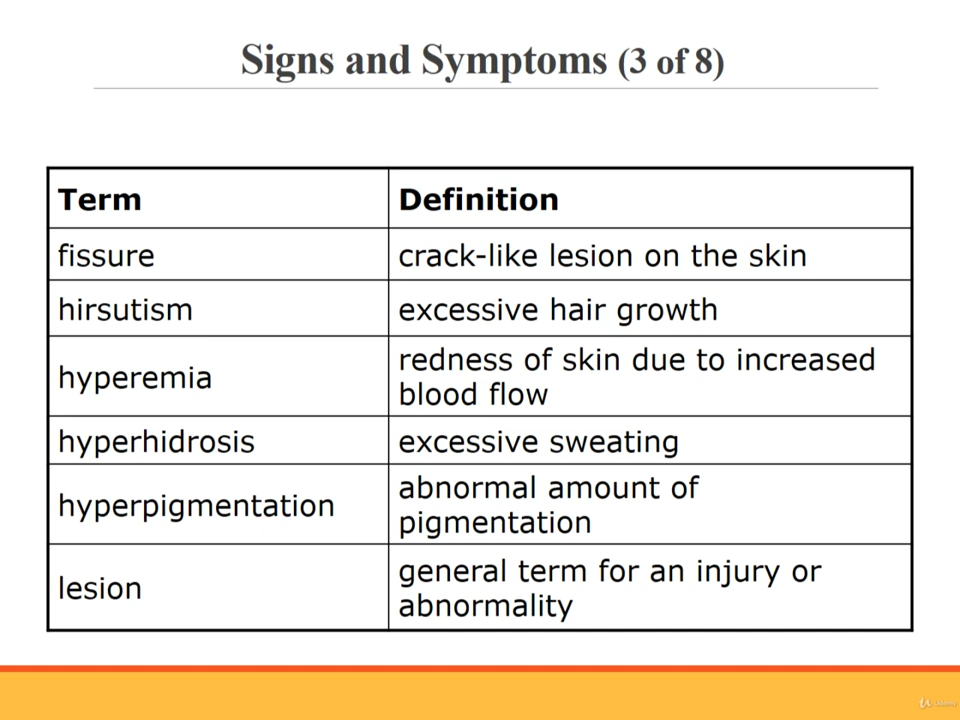 Signs and Symptoms (3 of 8)
Term
Definition
fissure
crack-like lesion on the skin
hirsutism
excessive hair growth
hyperemia
redness of skin due to increased
blood flow
hyperhidrosis
excessive sweating
hyperpigmentation
abnormal amount of
pigmentation
lesion
general term for an injury or
abnormality
Udemy